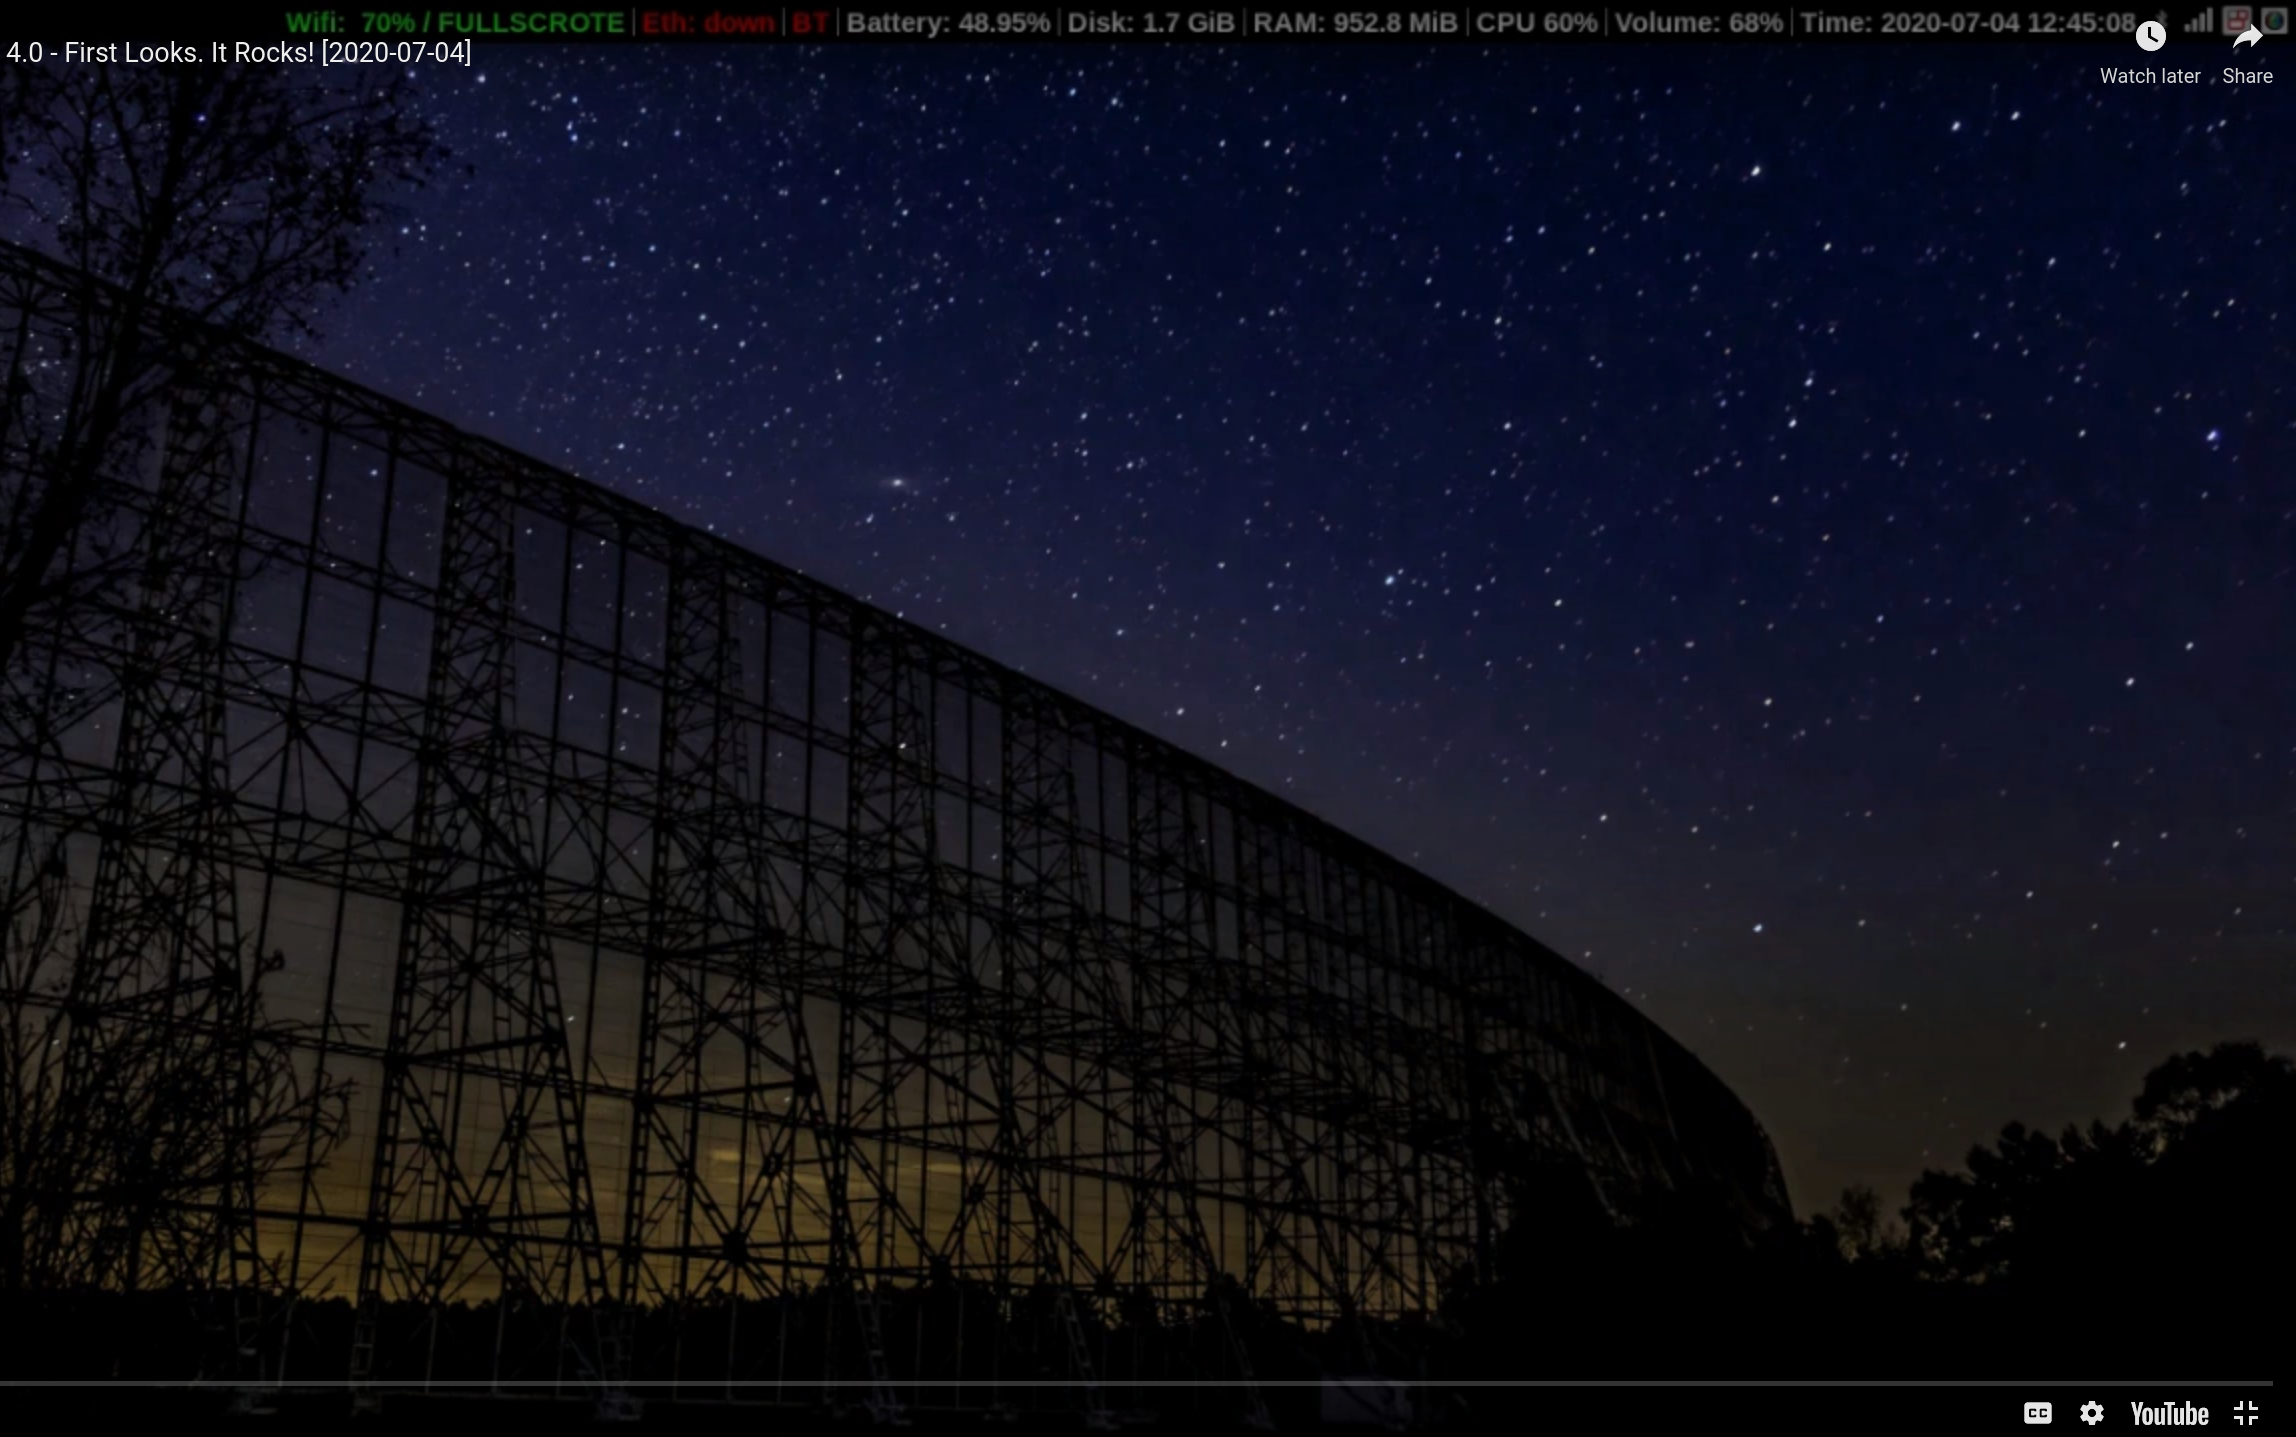 Wifi: 70% / FULLSCROTE | Eth: down | BT | Battery: 48.95% | Disk: 1.7 GiB | RAM: 952.8 MiB | CPU 60% | Volume: 68% | Time: 2020-07-04 12:45:08
4.0 - First Looks. It Rocks! [2020-07-04]
Watch later Share
CC YouTube